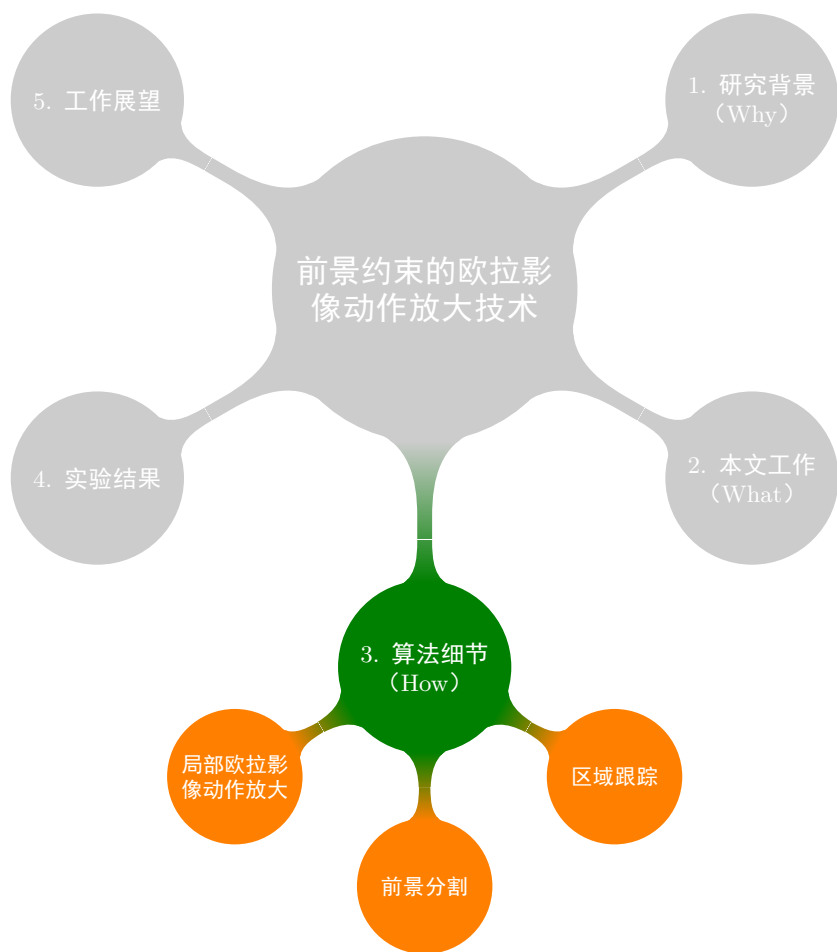 5. 工作展望
1. 研究背景
（Why）
前景约束的欧拉影
像动作放大技术
4. 实验结果
2. 本文工作
（What）
3. 算法细节
（How）
局部欧拉影
像动作放大
区域跟踪
前景分割